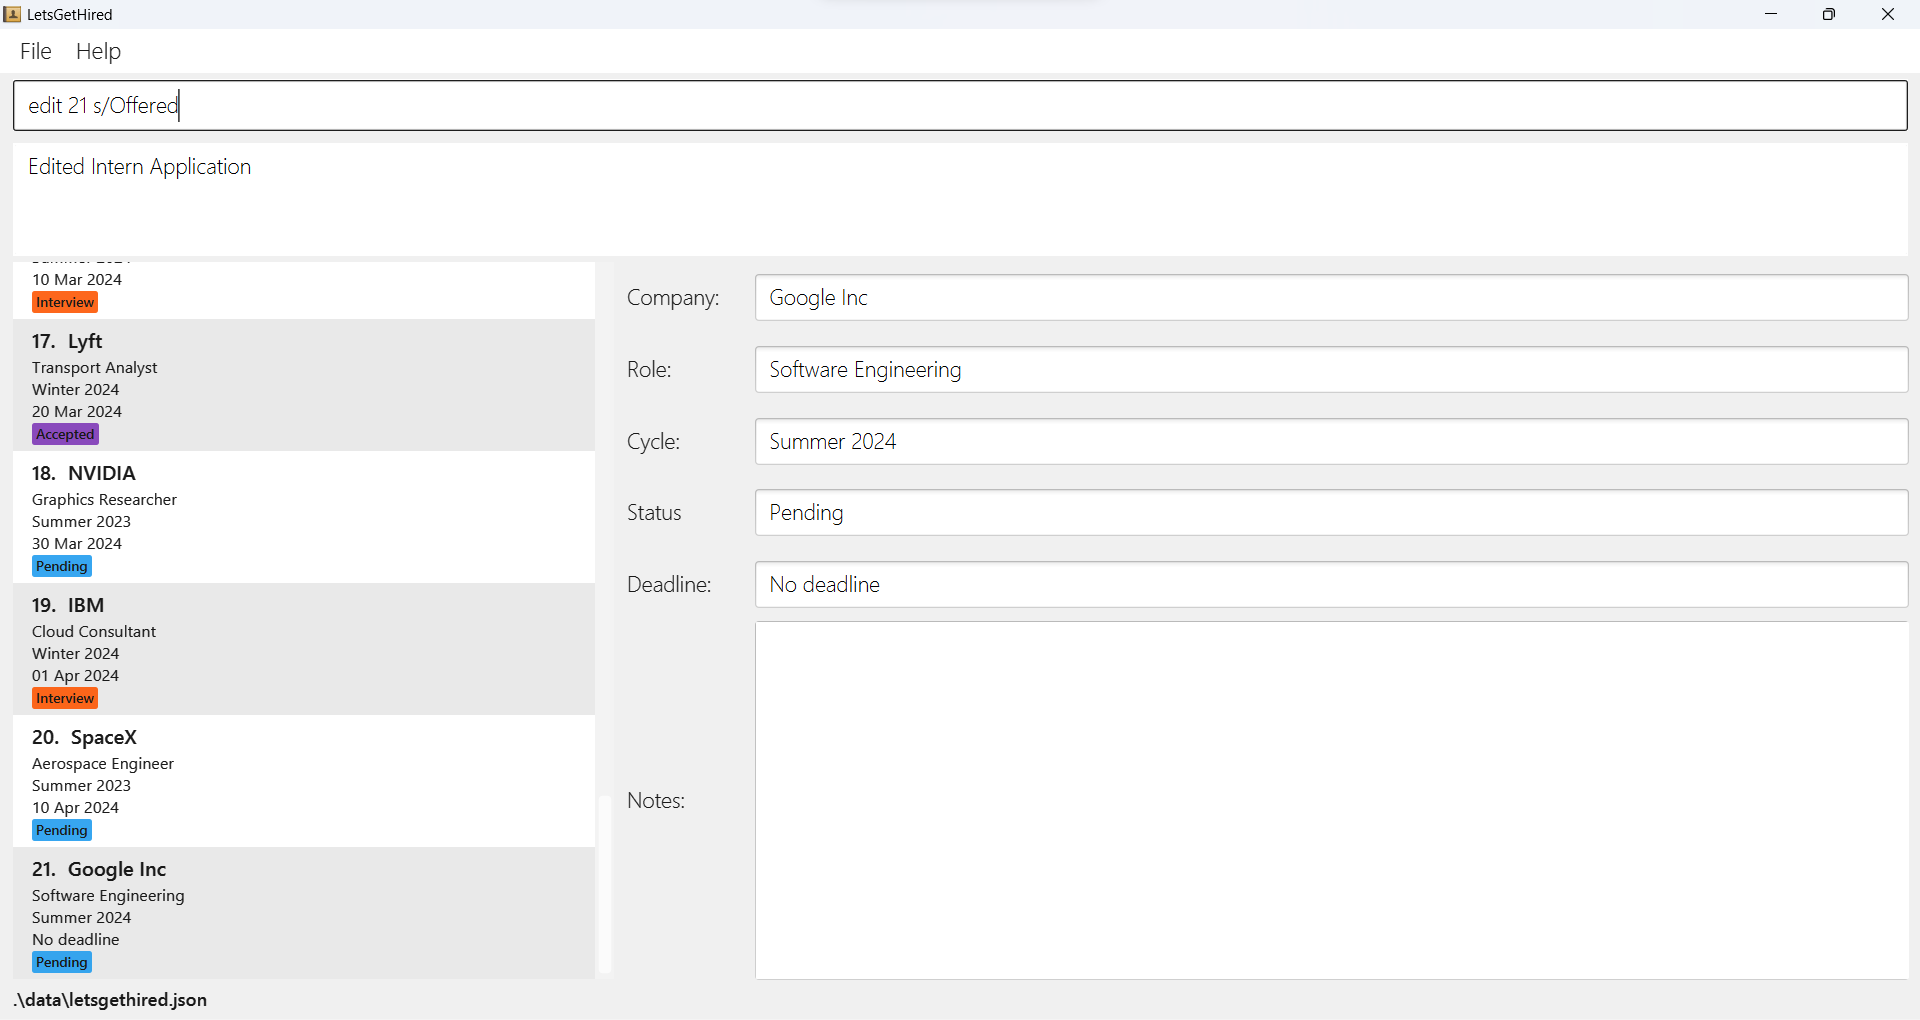 LetsGetHired
File Help
edit 21 s/Offered
Edited Intern Application
10 Mar 2024
Interview
17. Lyft
Transport Analyst
Winter 2024
20 Mar 2024
Accepted
18. NVIDIA
Graphics Researcher
Summer 2023
30 Mar 2024
Pending
19. IBM
Cloud Consultant
Winter 2024
01 Apr 2024
Interview
20. SpaceX
Aerospace Engineer
Summer 2023
10 Apr 2024
Pending
21. Google Inc
Software Engineering
Summer 2024
No deadline
Pending
Company: Google Inc
Role: Software Engineering
Cycle: Summer 2024
Status Pending
Deadline: No deadline
Notes:
.\data\letsgethired.json